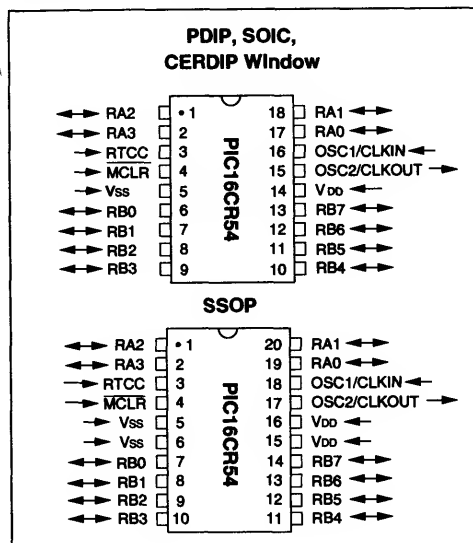 PDIP, SOIC,
CERDIP Window
RA2 • 1 18 RA1
RA3 2 17 RA0
RTCC 3 16 OSC1/CLKIN
MCLR 4 15 OSC2/CLKOUT
Vss 5 14 VDD
RB0 6 13 RB7
RB1 7 12 RB6
RB2 8 11 RB5
RB3 9 10 RB4
PIC16CR54
SSOP
RA2 • 1 20 RA1
RA3 2 19 RA0
RTCC 3 18 OSC1/CLKIN
MCLR 4 17 OSC2/CLKOUT
Vss 5 16 VDD
Vss 6 15 VDD
RB0 7 14 RB7
RB1 8 13 RB6
RB2 9 12 RB5
RB3 10 11 RB4
PIC16CR54